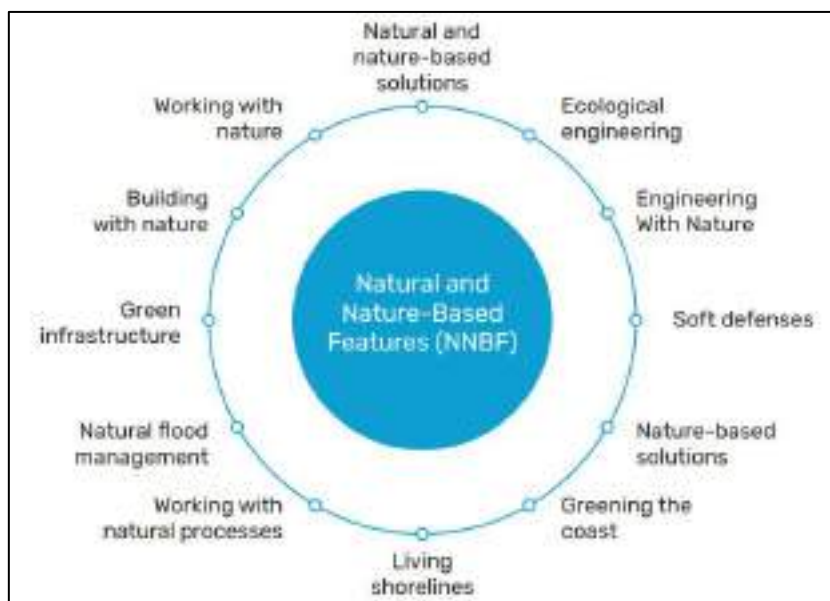 Natural and
nature-based
solutions
Ecological
engineering
Engineering
With Nature
Soft defenses
Nature-based
solutions
Greening the
coast
Living
shorelines
Working with
natural processes
Natural flood
management
Green
infrastructure
Building
with nature
Working with
nature
Natural and
Nature-Based
Features (NNBF)